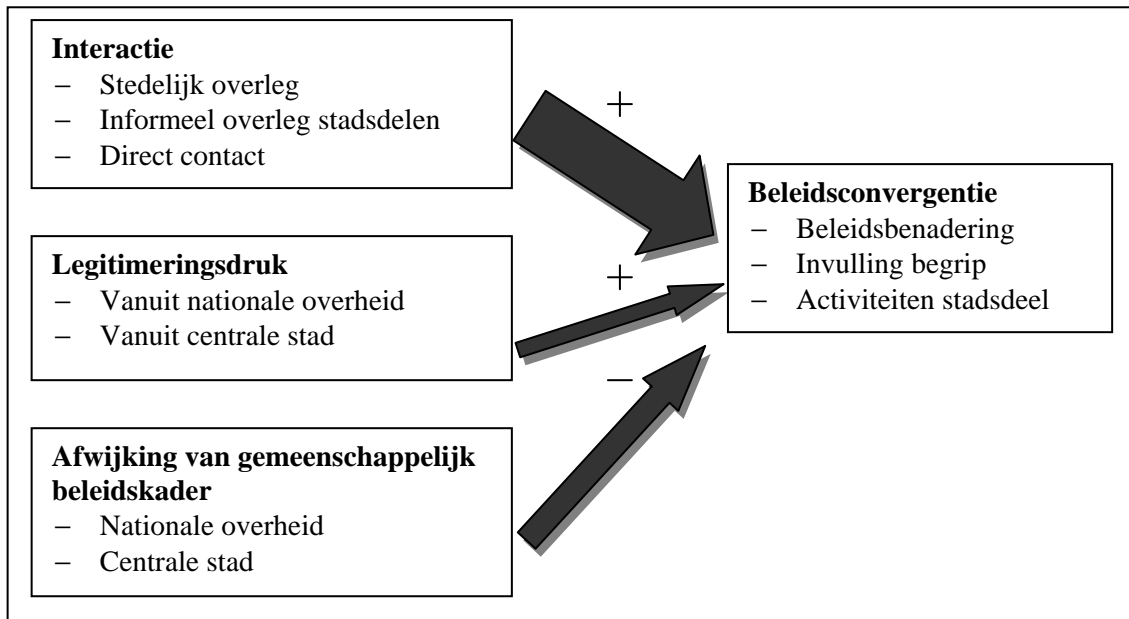 Interactie
– Stedelijk overleg
– Informeel overleg stadsdelen
– Direct contact
+
Legitimeringsdruk
– Vanuit nationale overheid
– Vanuit centrale stad
+
Afwijking van gemeenschappelijk
beleidskader
– Nationale overheid
– Centrale stad
–
Beleidsconvergentie
– Beleidsbenadering
– Invulling begrip
– Activiteiten stadsdeel